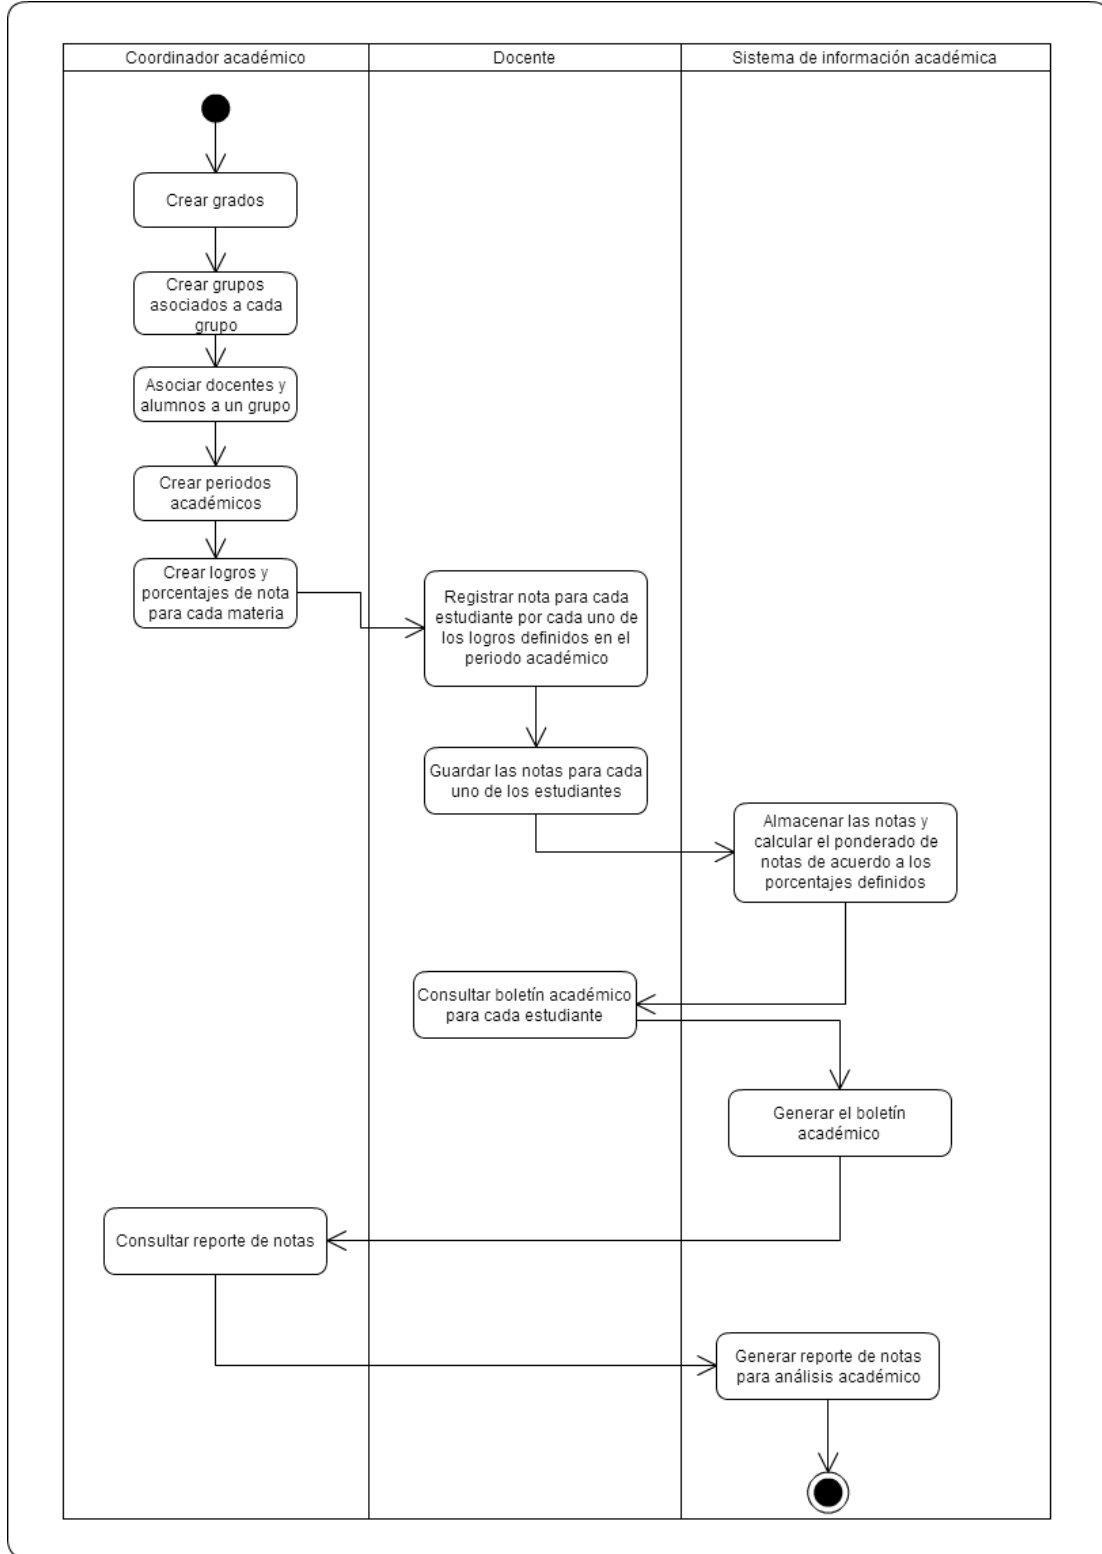 Coordinador académico
Docente
Sistema de información académica
Crear grados
Crear grupos
asociados a cada
grupo
Asociar docentes y
alumnos a un grupo
Crear periodos
académicos
Crear logros y
porcentajes de nota
para cada materia
Registrar nota para cada
estudiante por cada uno de
los logros definidos en el
periodo académico
Guardar las notas para cada
uno de los estudiantes
Almacenar las notas y
calcular el ponderado de
notas de acuerdo a los
porcentajes definidos
Consultar boletín académico
para cada estudiante
Generar el boletín
académico
Consultar reporte de notas
Generar reporte de notas
para análisis académico